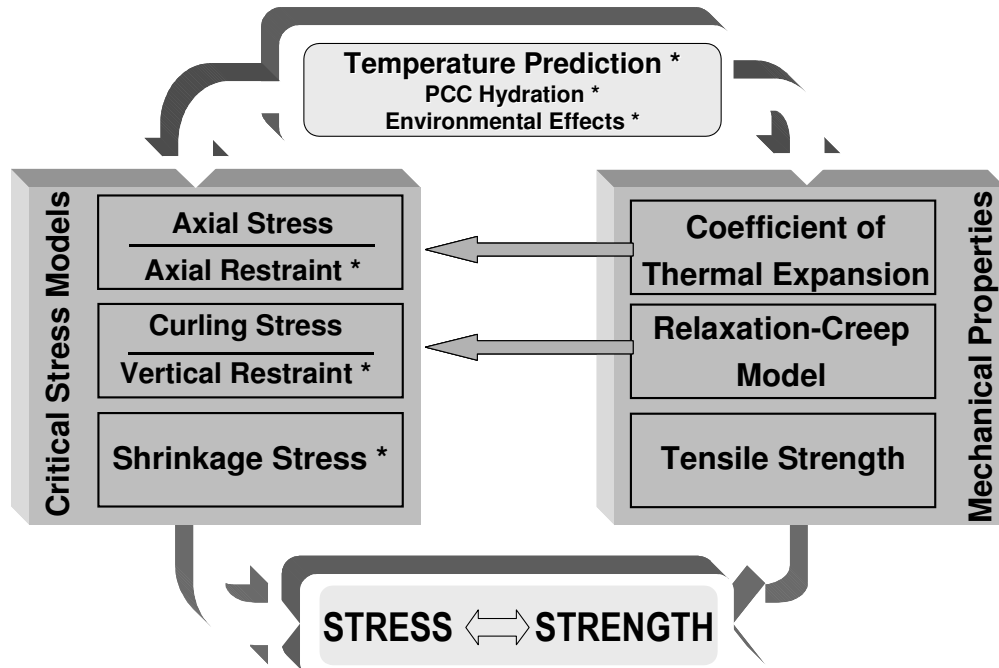 Temperature Prediction *
PCC Hydration *
Environmental Effects *
Critical Stress Models
Axial Stress
Axial Restraint *
Curling Stress
Vertical Restraint *
Shrinkage Stress *
Coefficient of
Thermal Expansion
Relaxation-Creep
Model
Tensile Strength
Mechanical Properties
STRESS STRENGTH